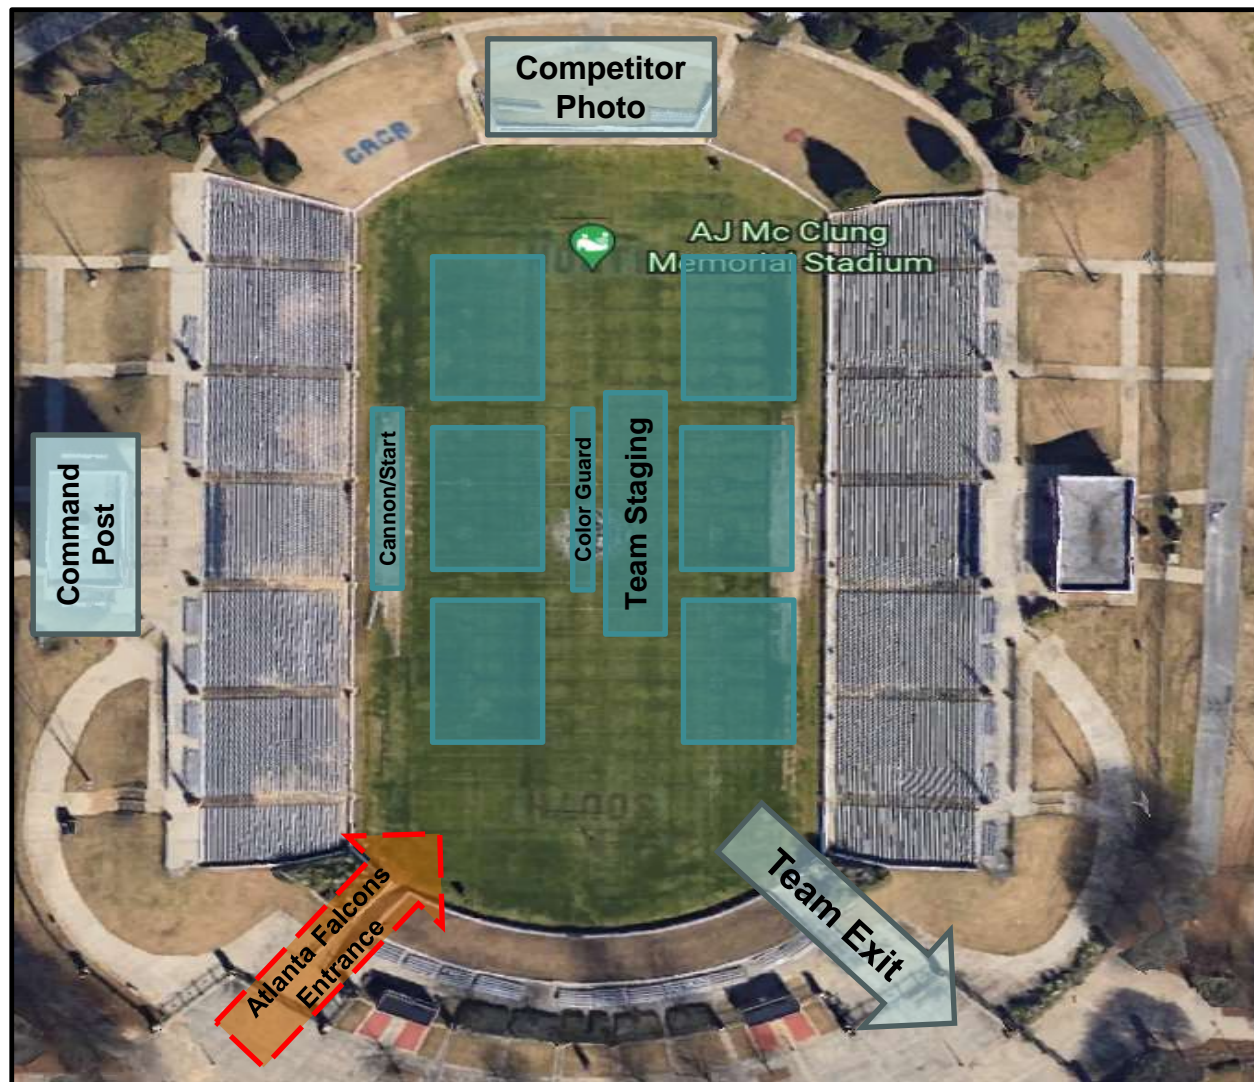 Competitor
Photo
AJ Mc Clung
Memorial Stadium
Command
Post
Cannon/Start
Color Guard
Team Staging
Atlanta Falcons
Entrance
Team Exit